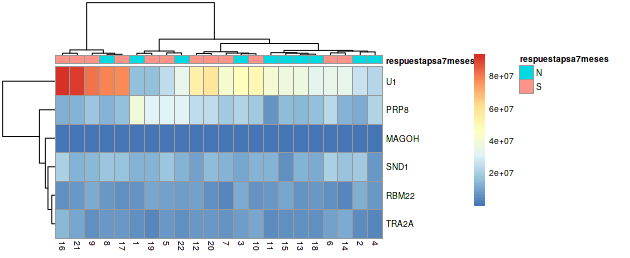 respuestapsa7meses
U1
PRP8
MAGOH
SND1
RBM22
TRA2A
16 21 9 8 17 1 19 5 22 12 20 7 3 10 11 15 13 18 6 14 2 4
8e+07
6e+07
4e+07
2e+07
respuestapsa7meses
N
S